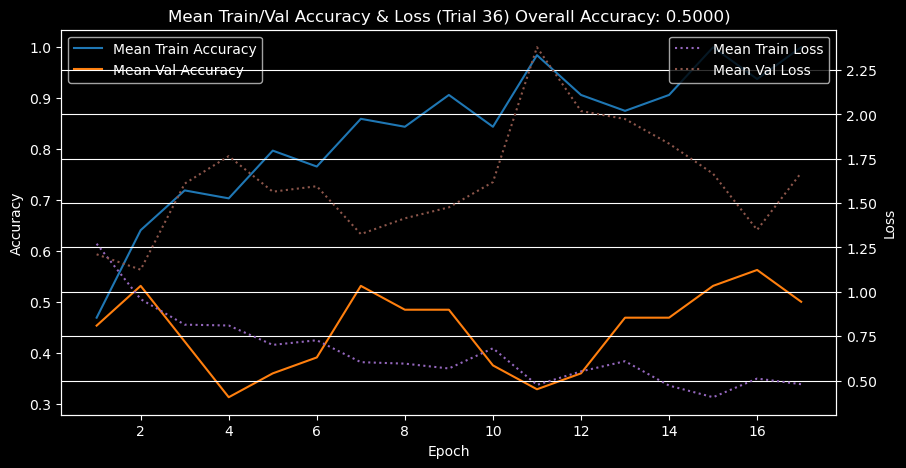 Mean Train/Val Accuracy & Loss (Trial 36) Overall Accuracy: 0.5000)
Mean Train Accuracy
Mean Val Accuracy
Mean Train Loss
Mean Val Loss
1.0
0.9
0.8
0.7
0.6
0.5
0.4
0.3
Accuracy
2.25
2.00
1.75
1.50
1.25
1.00
0.75
0.50
Loss
2 4 6 8 10 12 14 16
Epoch